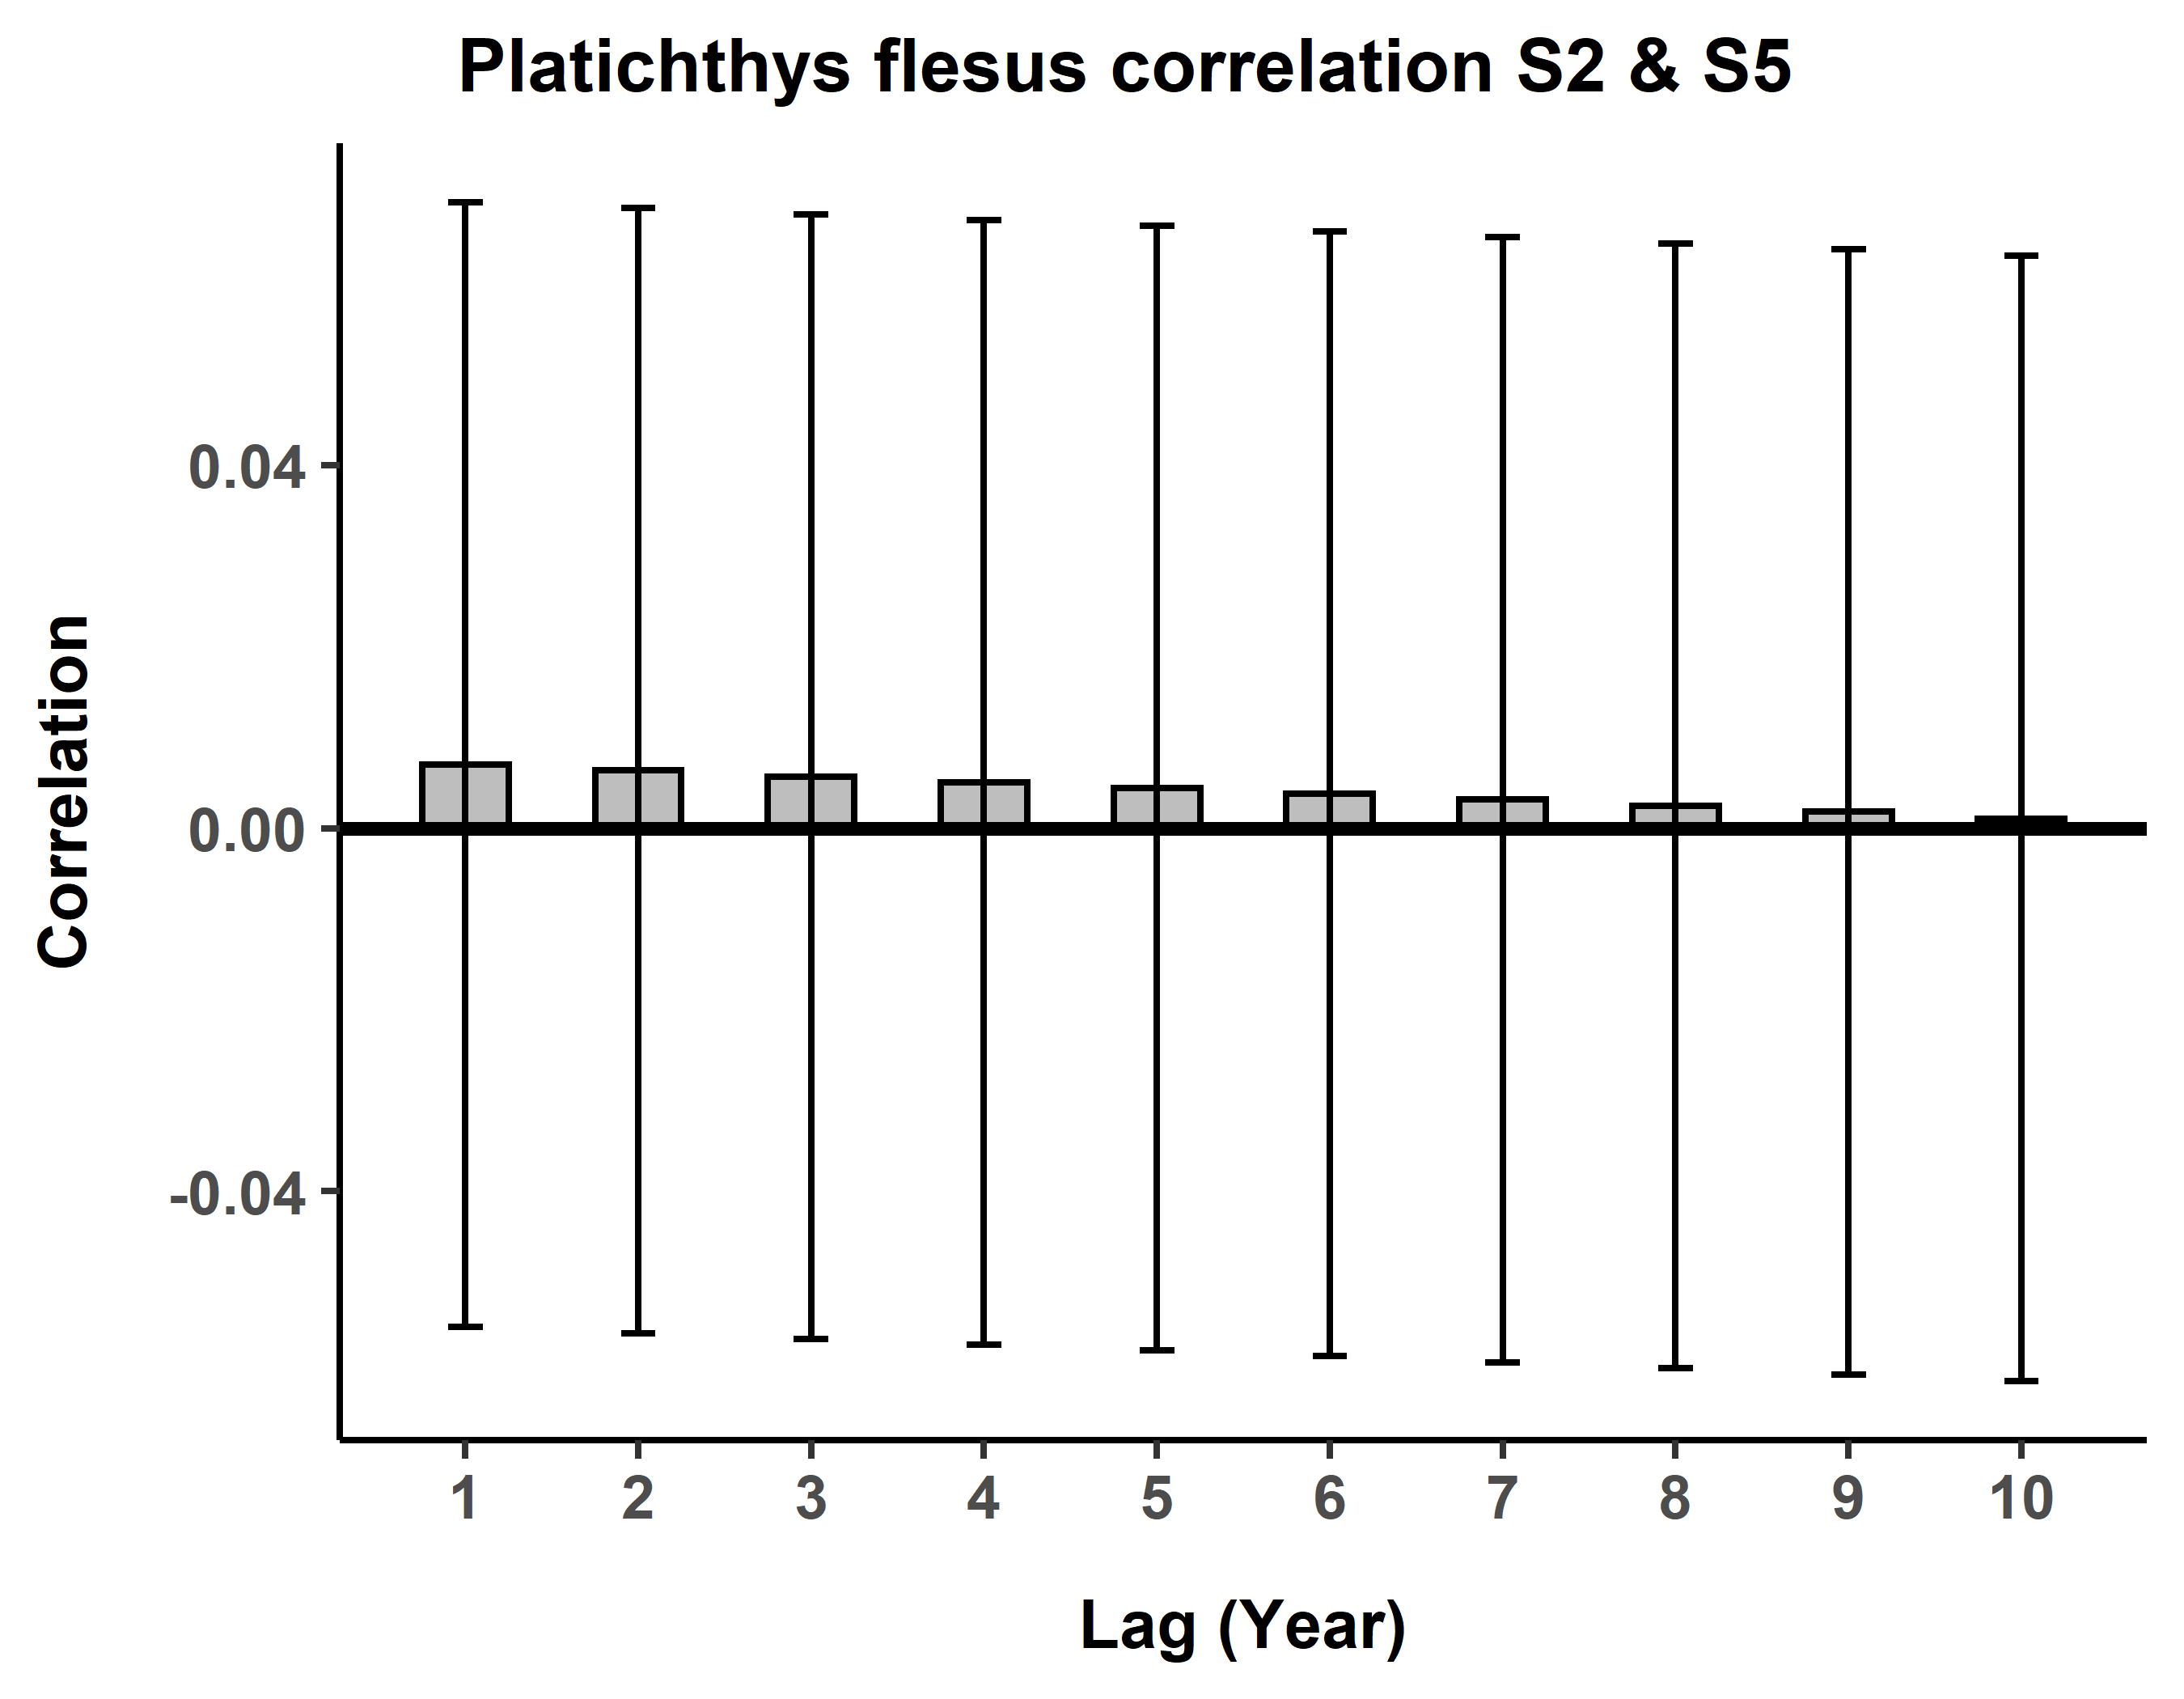 Platichthys flesus correlation S2 & S5
Correlation
0.04
0.00
-0.04
1 2 3 4 5 6 7 8 9 10
Lag (Year)